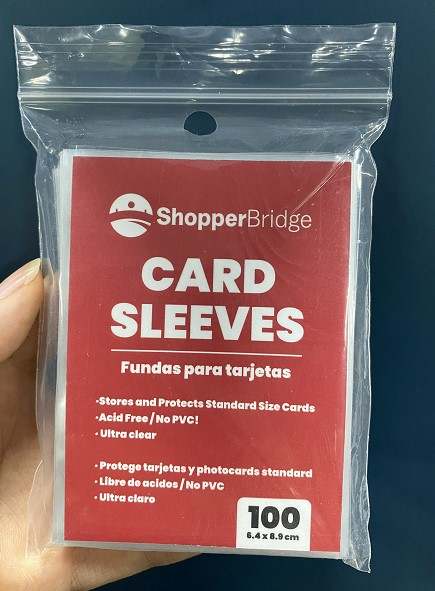 ShopperBridge
CARD
SLEEVES
Fundas para tarjetas
·Stores and Protects Standard Size Cards
·Acid Free / No PVC!
· Ultra clear
· Protege tarjetas y photocards standard
· Libre de acidos / No PVC
· Ultra claro
100
6.4 x 8.9 cm